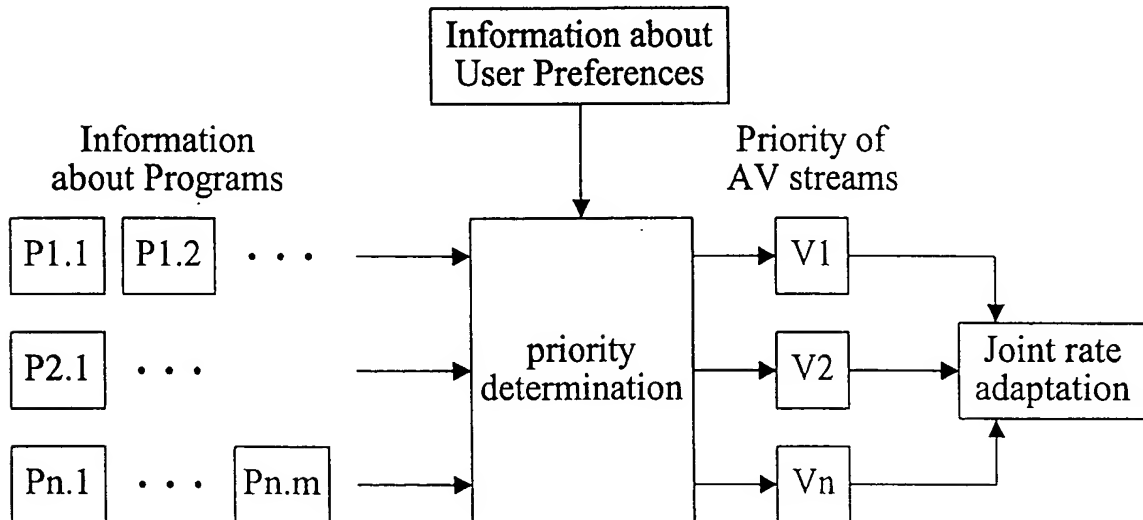 Information about
User Preferences
Information
about Programs
Priority of
AV streams
P1.1 P1.2 . . . V1
P2.1 . . . priority
determination V2 Joint rate
adaptation
Pn.1 . . . Pn.m Vn